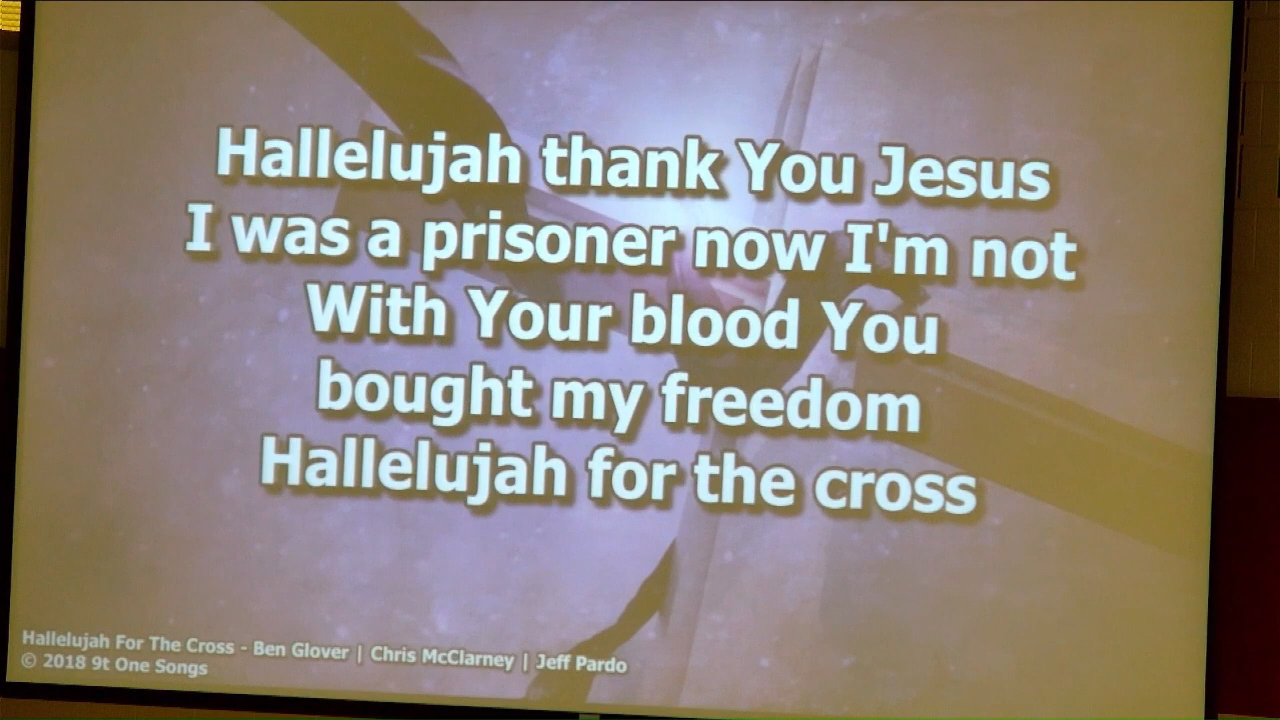 Hallelujah thank You Jesus
I was a prisoner now I'm not
With Your blood You
bought my freedom
Hallelujah for the cross
Hallelujah For The Cross - Ben Glover | Chris McClarney | Jeff Pardo
© 2018 9t One Songs